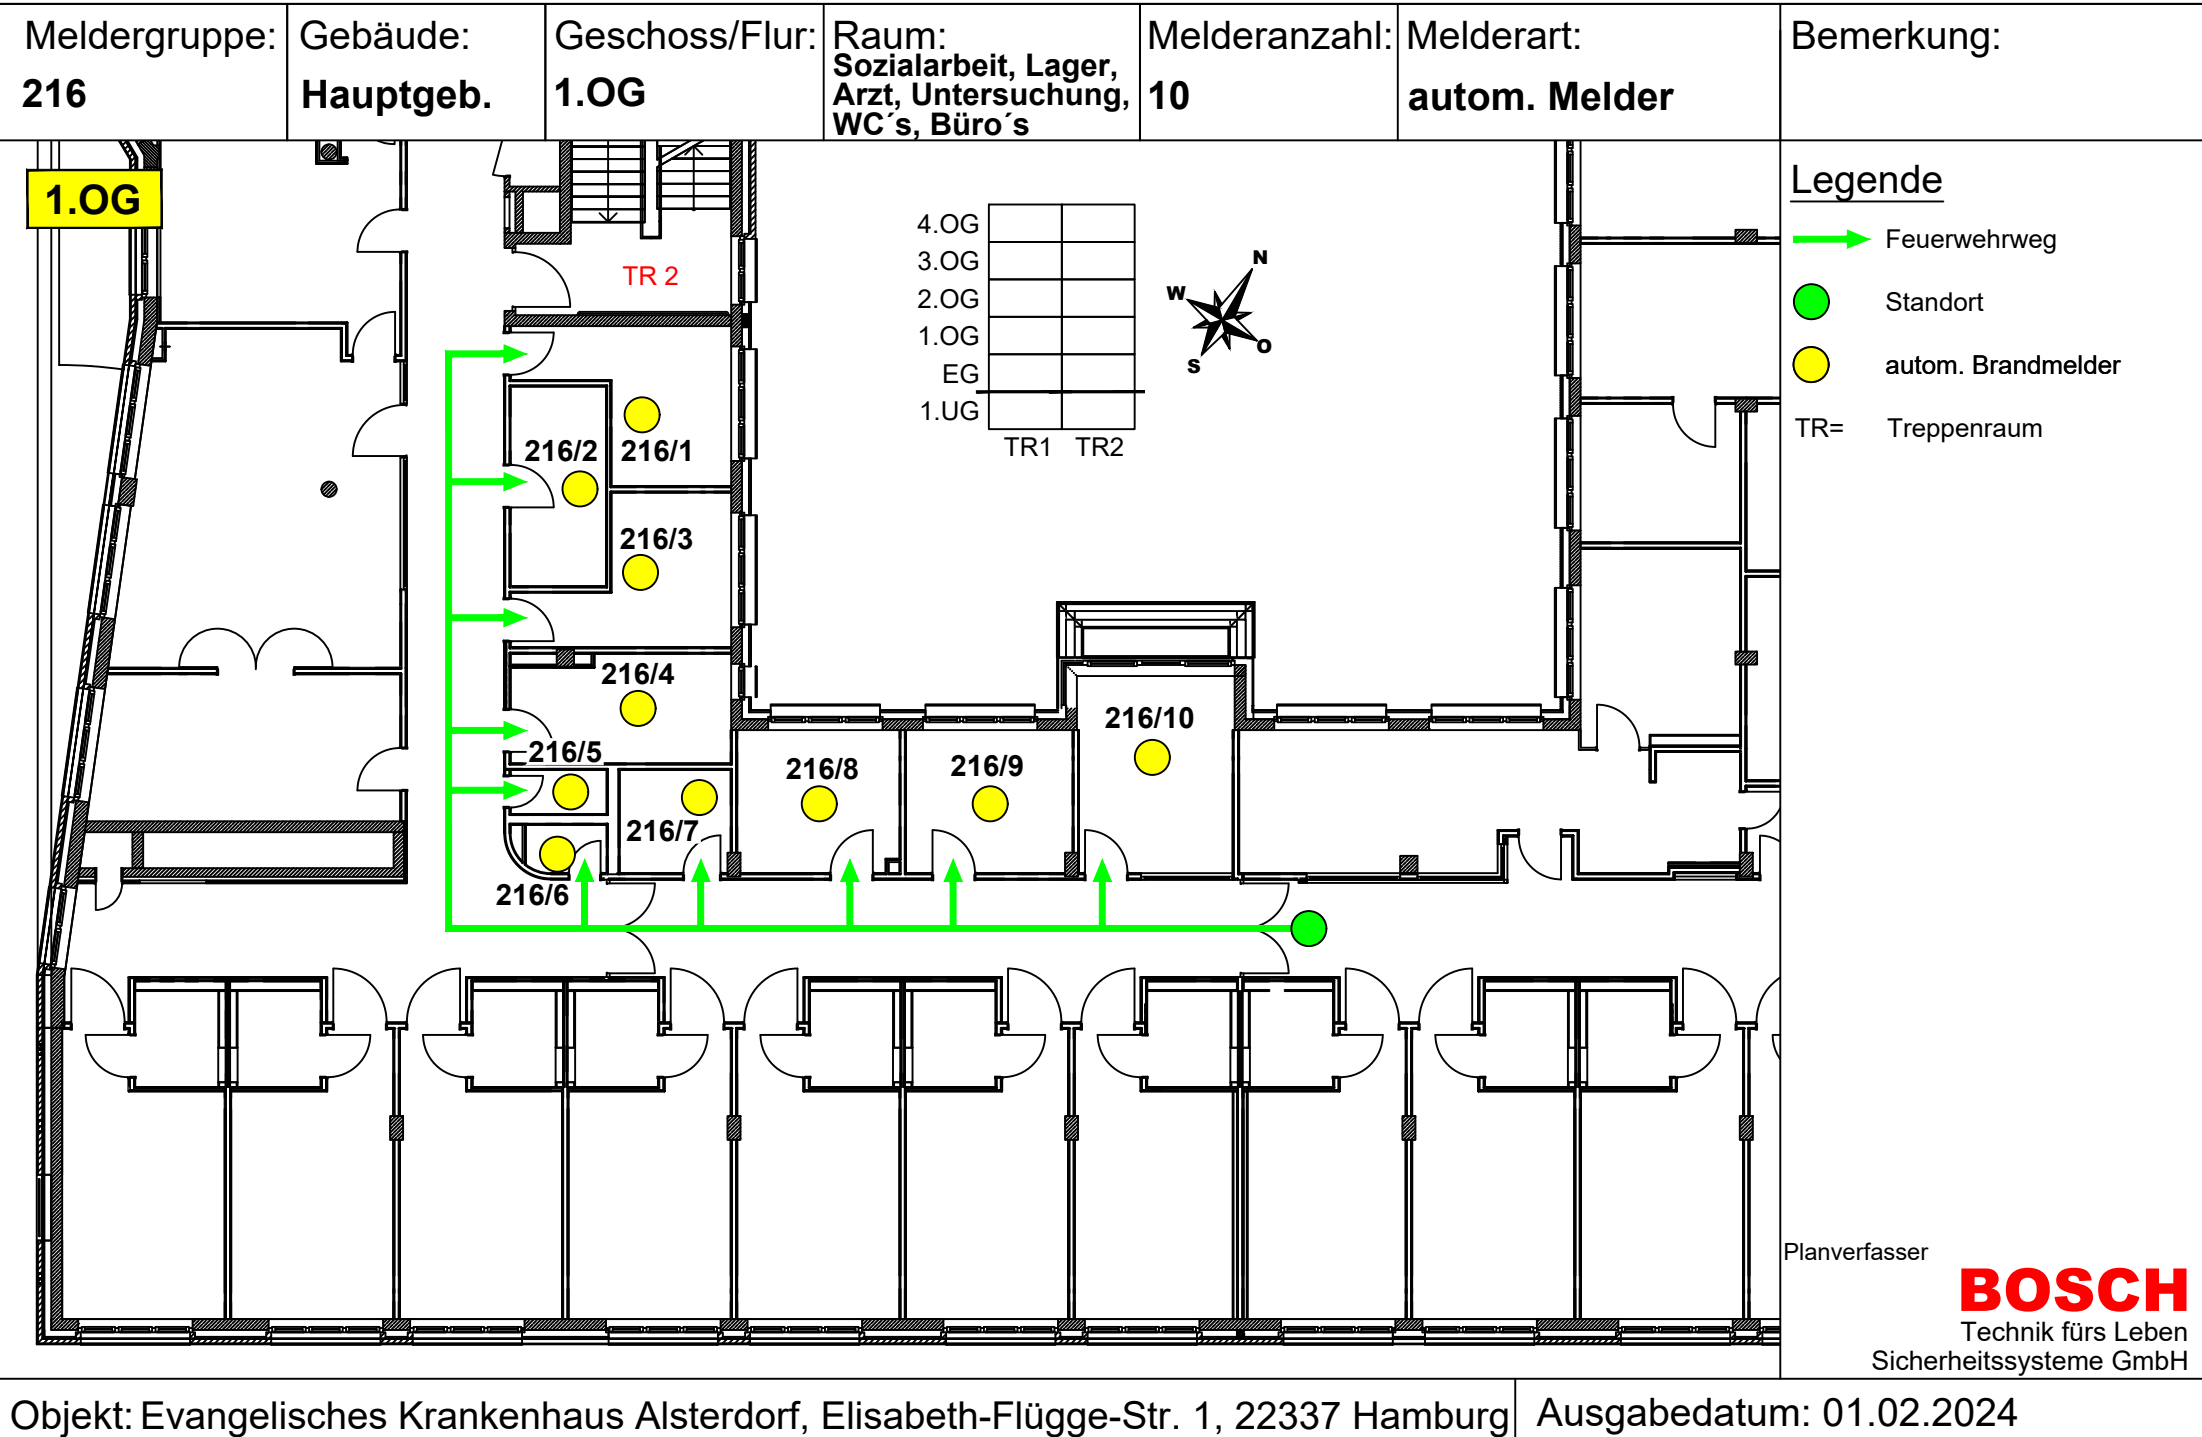 Meldergruppe:
216
Gebäude:
Hauptgeb.
Geschoss/Flur:
1.OG
Raum:
Sozialarbeit, Lager,
Arzt, Untersuchung,
WC´s, Büro´s
Melderanzahl:
10
Melderart:
autom. Melder
Bemerkung:
1.OG
TR 2
4.OG
3.OG
2.OG
1.OG
EG
1.UG
TR1 TR2
N
W
O
S
Legende
Feuerwehrweg
Standort
autom. Brandmelder
TR= Treppenraum
216/1
216/2
216/3
216/4
216/5
216/6
216/7
216/8
216/9
216/10
Planverfasser
BOSCH
Technik fürs Leben
Sicherheitssysteme GmbH
Objekt: Evangelisches Krankenhaus Alsterdorf, Elisabeth-Flügge-Str. 1, 22337 Hamburg
Ausgabedatum: 01.02.2024